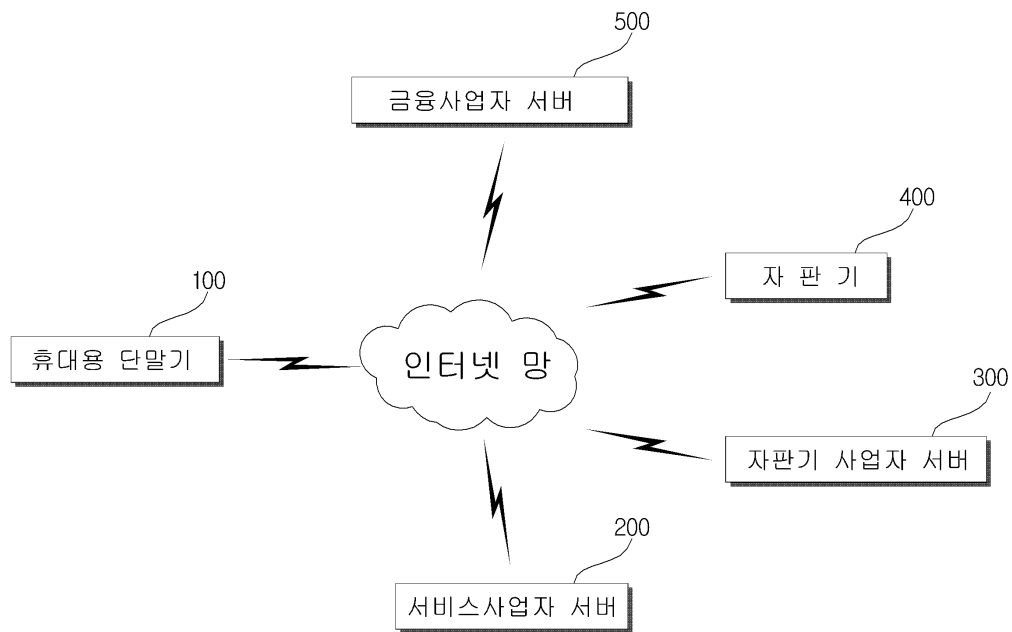 500
금융사업자 서버
400
자 판 기
100
휴대용 단말기
인터넷 망
300
자판기 사업자 서버
200
서비스사업자 서버